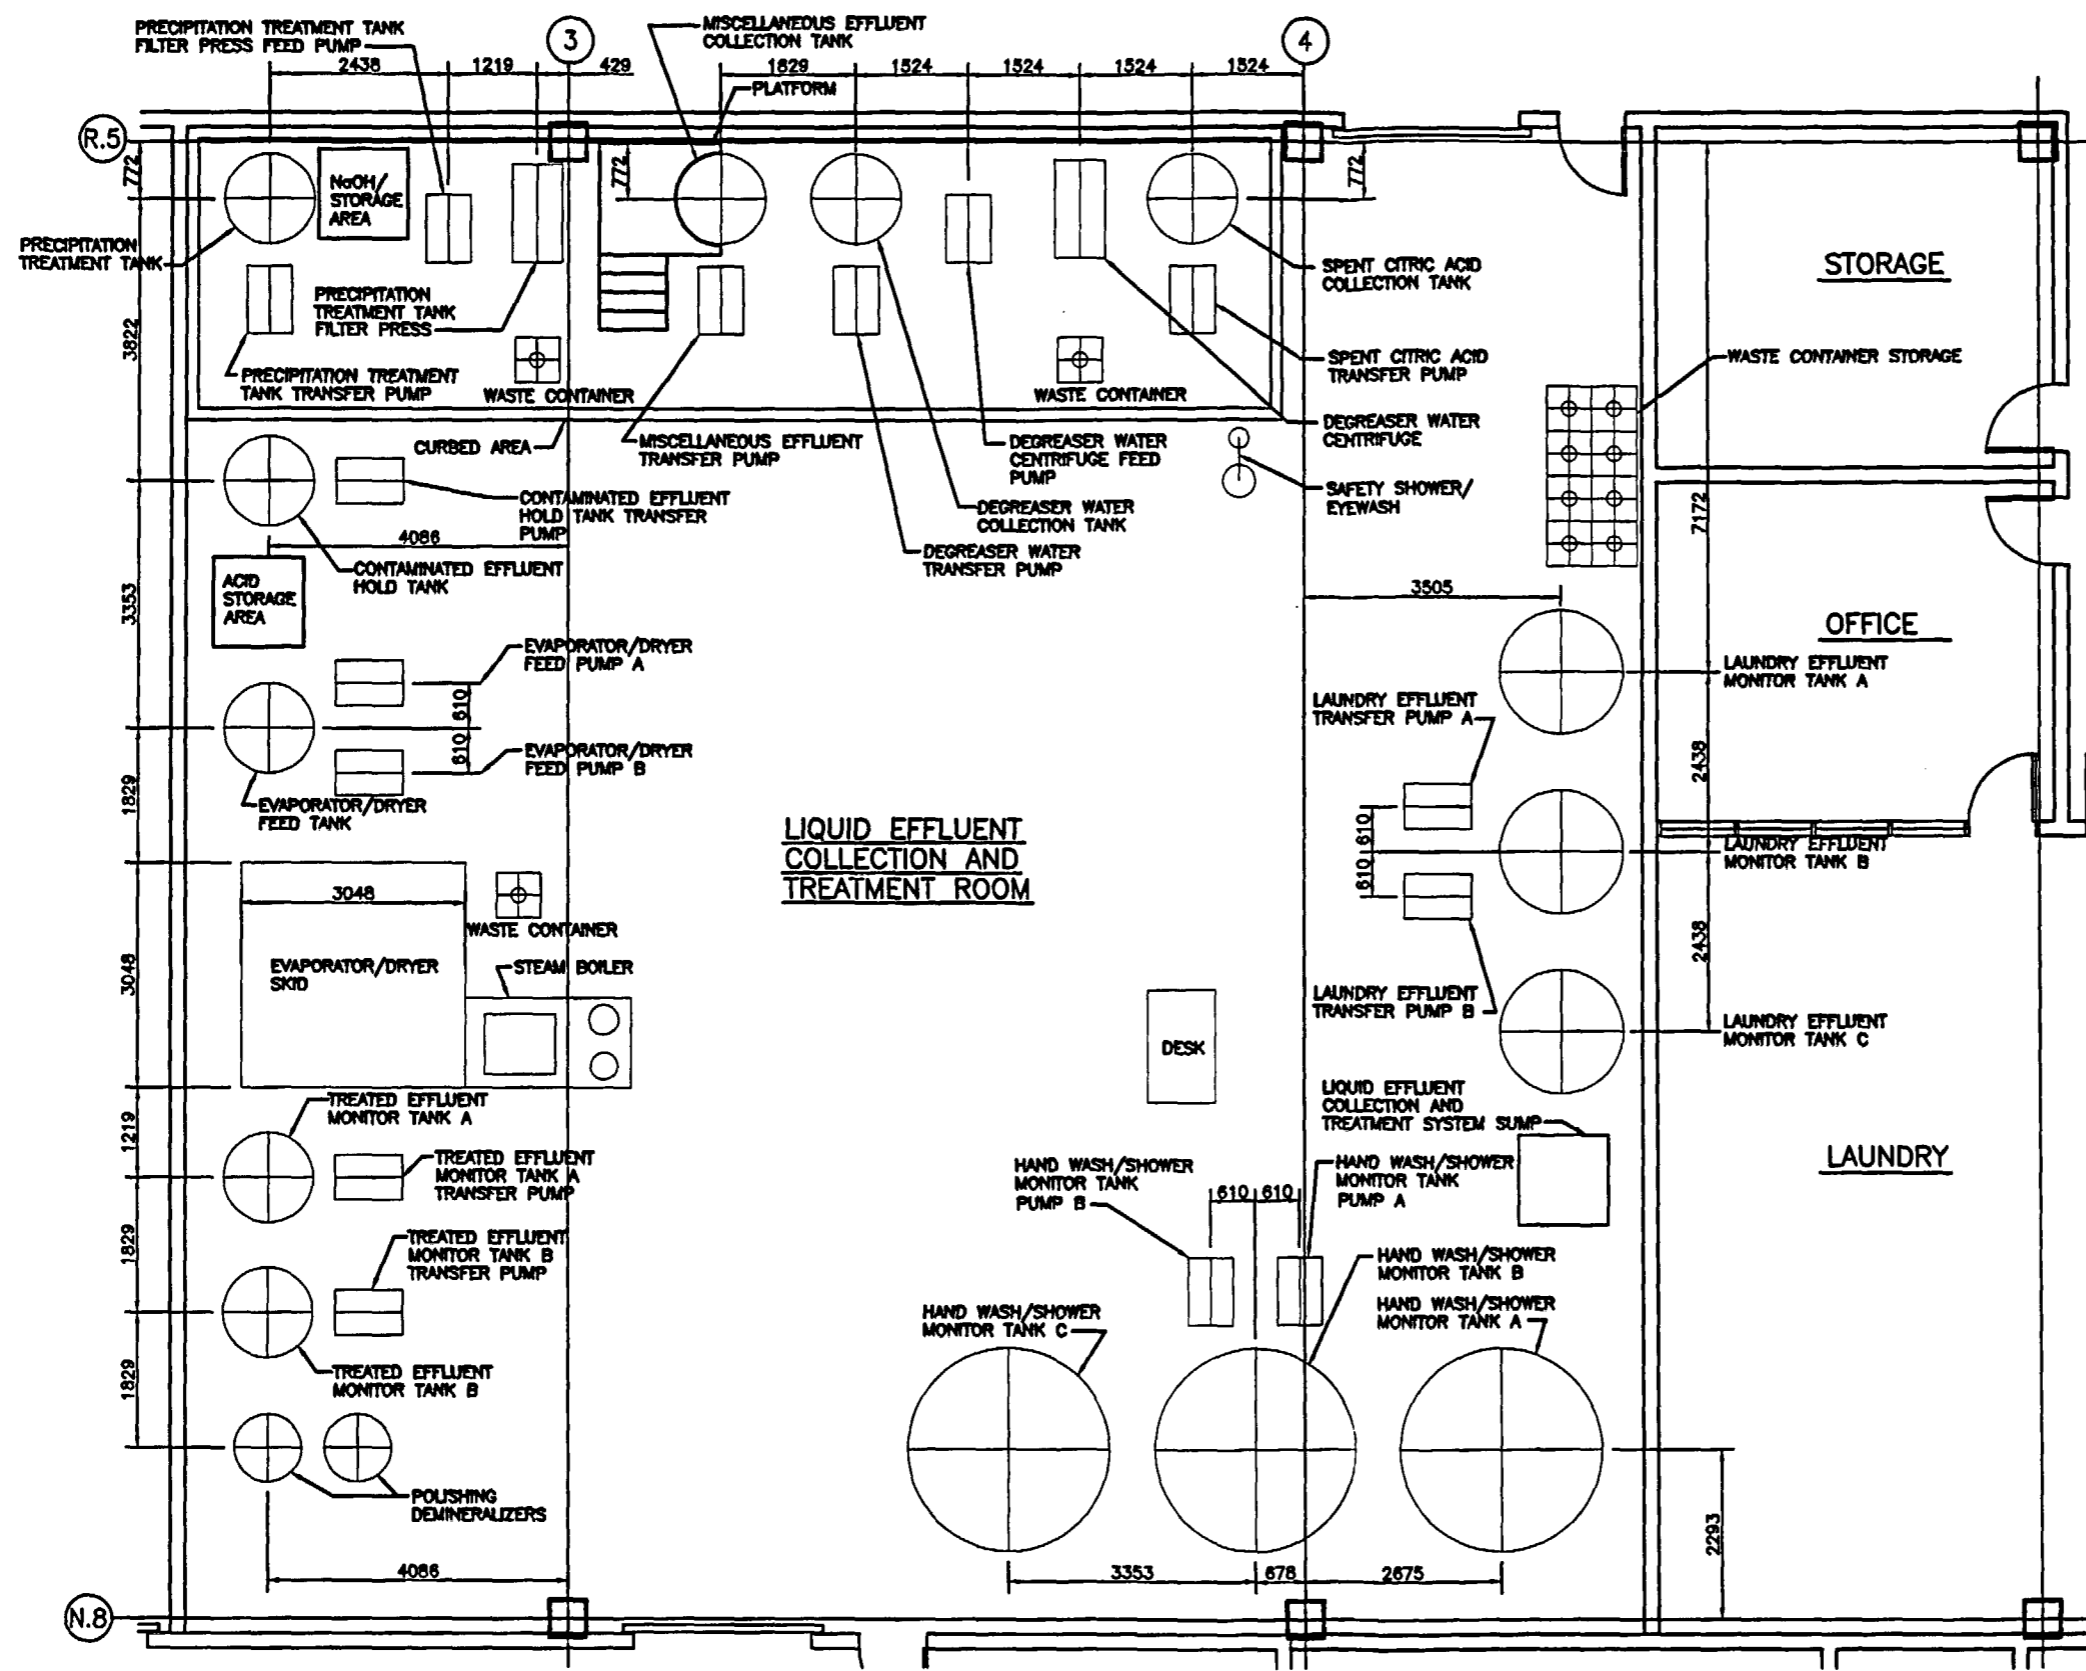 PRECIPITATION TREATMENT TANK
FILTER PRESS FEED PUMP
3
MISCELLANEOUS EFFLUENT
COLLECTION TANK
4
2438
1219
429
1829
1524
1524
1524
1524
PLATFORM
R.5
772
NaOH/
STORAGE
AREA
772
772
PRECIPITATION
TREATMENT TANK
PRECIPITATION
TREATMENT TANK
FILTER PRESS
SPENT CITRIC ACID
COLLECTION TANK
STORAGE
3822
PRECIPITATION TREATMENT
TANK TRANSFER PUMP
WASTE CONTAINER
WASTE CONTAINER
SPENT CITRIC ACID
TRANSFER PUMP
WASTE CONTAINER STORAGE
CURBED AREA
MISCELLANEOUS EFFLUENT
TRANSFER PUMP
DEGREASER WATER
CENTRIFUGE FEED
PUMP
DEGREASER WATER
CENTRIFUGE
CONTAMINATED EFFLUENT
HOLD TANK TRANSFER
PUMP
DEGREASER WATER
COLLECTION TANK
SAFETY SHOWER/
EYEWASH
7172
4086
DEGREASER WATER
TRANSFER PUMP
CONTAMINATED EFFLUENT
HOLD TANK
ACID
STORAGE
AREA
3353
3505
OFFICE
EVAPORATOR/DRYER
FEED PUMP A
LAUNDRY EFFLUENT
MONITOR TANK A
610
610
LAUNDRY EFFLUENT
TRANSFER PUMP A
EVAPORATOR/DRYER
FEED PUMP B
1829
2438
EVAPORATOR/DRYER
FEED TANK
LIQUID EFFLUENT
COLLECTION AND
TREATMENT ROOM
610
610
LAUNDRY EFFLUENT
MONITOR TANK B
3048
WASTE CONTAINER
2438
3048
EVAPORATOR/DRYER
SKID
STEAM BOILER
LAUNDRY EFFLUENT
TRANSFER PUMP B
LAUNDRY EFFLUENT
MONITOR TANK C
DESK
TREATED EFFLUENT
MONITOR TANK A
LIQUID EFFLUENT
COLLECTION AND
TREATMENT SYSTEM SUMP
1219
TREATED EFFLUENT
MONITOR TANK A
TRANSFER PUMP
HAND WASH/SHOWER
MONITOR TANK
PUMP B
610
610
HAND WASH/SHOWER
MONITOR TANK
PUMP A
LAUNDRY
1829
TREATED EFFLUENT
MONITOR TANK B
TRANSFER PUMP
HAND WASH/SHOWER
MONITOR TANK B
HAND WASH/SHOWER
MONITOR TANK C
HAND WASH/SHOWER
MONITOR TANK A
TREATED EFFLUENT
MONITOR TANK B
1829
POLISHING
DEMINERALIZERS
2293
4086
3353
678
2675
N.8